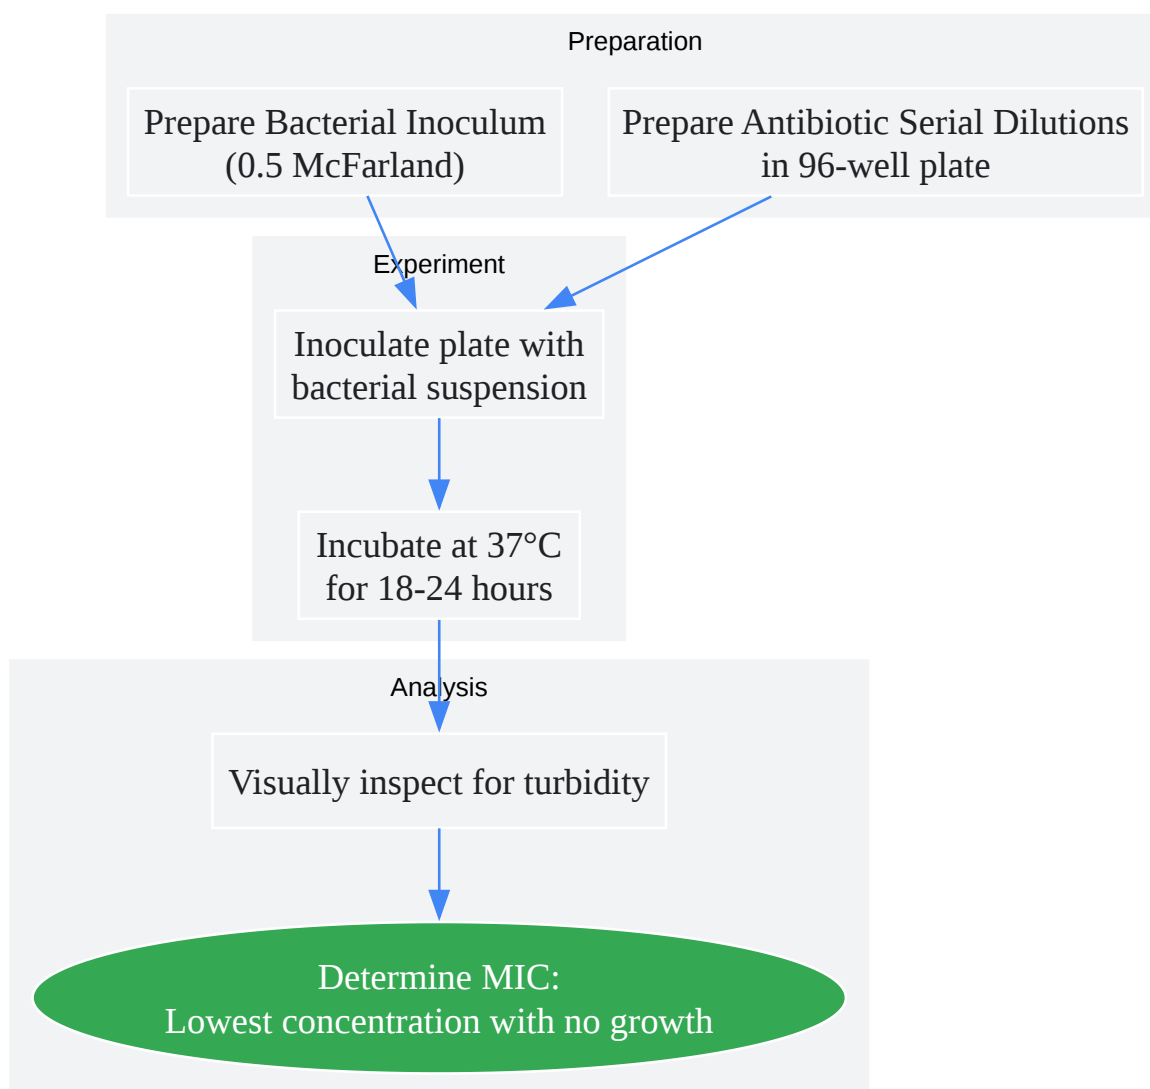 Preparation
Prepare Bacterial Inoculum
(0.5 McFarland)
Prepare Antibiotic Serial Dilutions
in 96-well plate
Experiment
Inoculate plate with
bacterial suspension
Incubate at 37°C
for 18-24 hours
Analysis
Visually inspect for turbidity
Determine MIC:
Lowest concentration with no growth